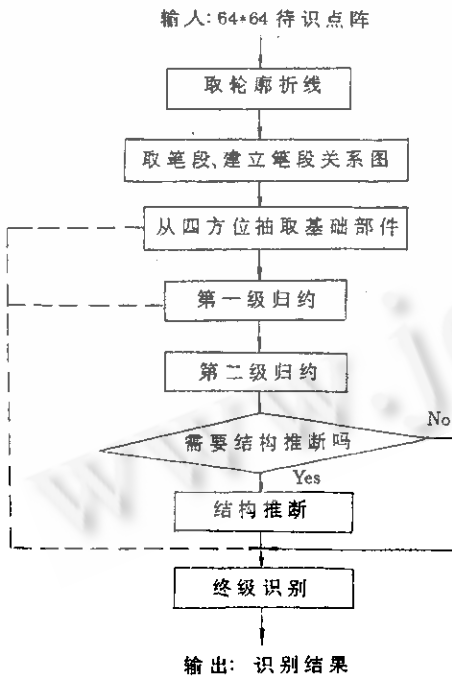 输入:64*64 待识点阵
取轮廓折线
取笔段、建立笔段关系图
从四方位抽取基础部件
第一级归约
第二级归约
需要结构推断吗
No
Yes
结构推断
终级识别
输出: 识别结果